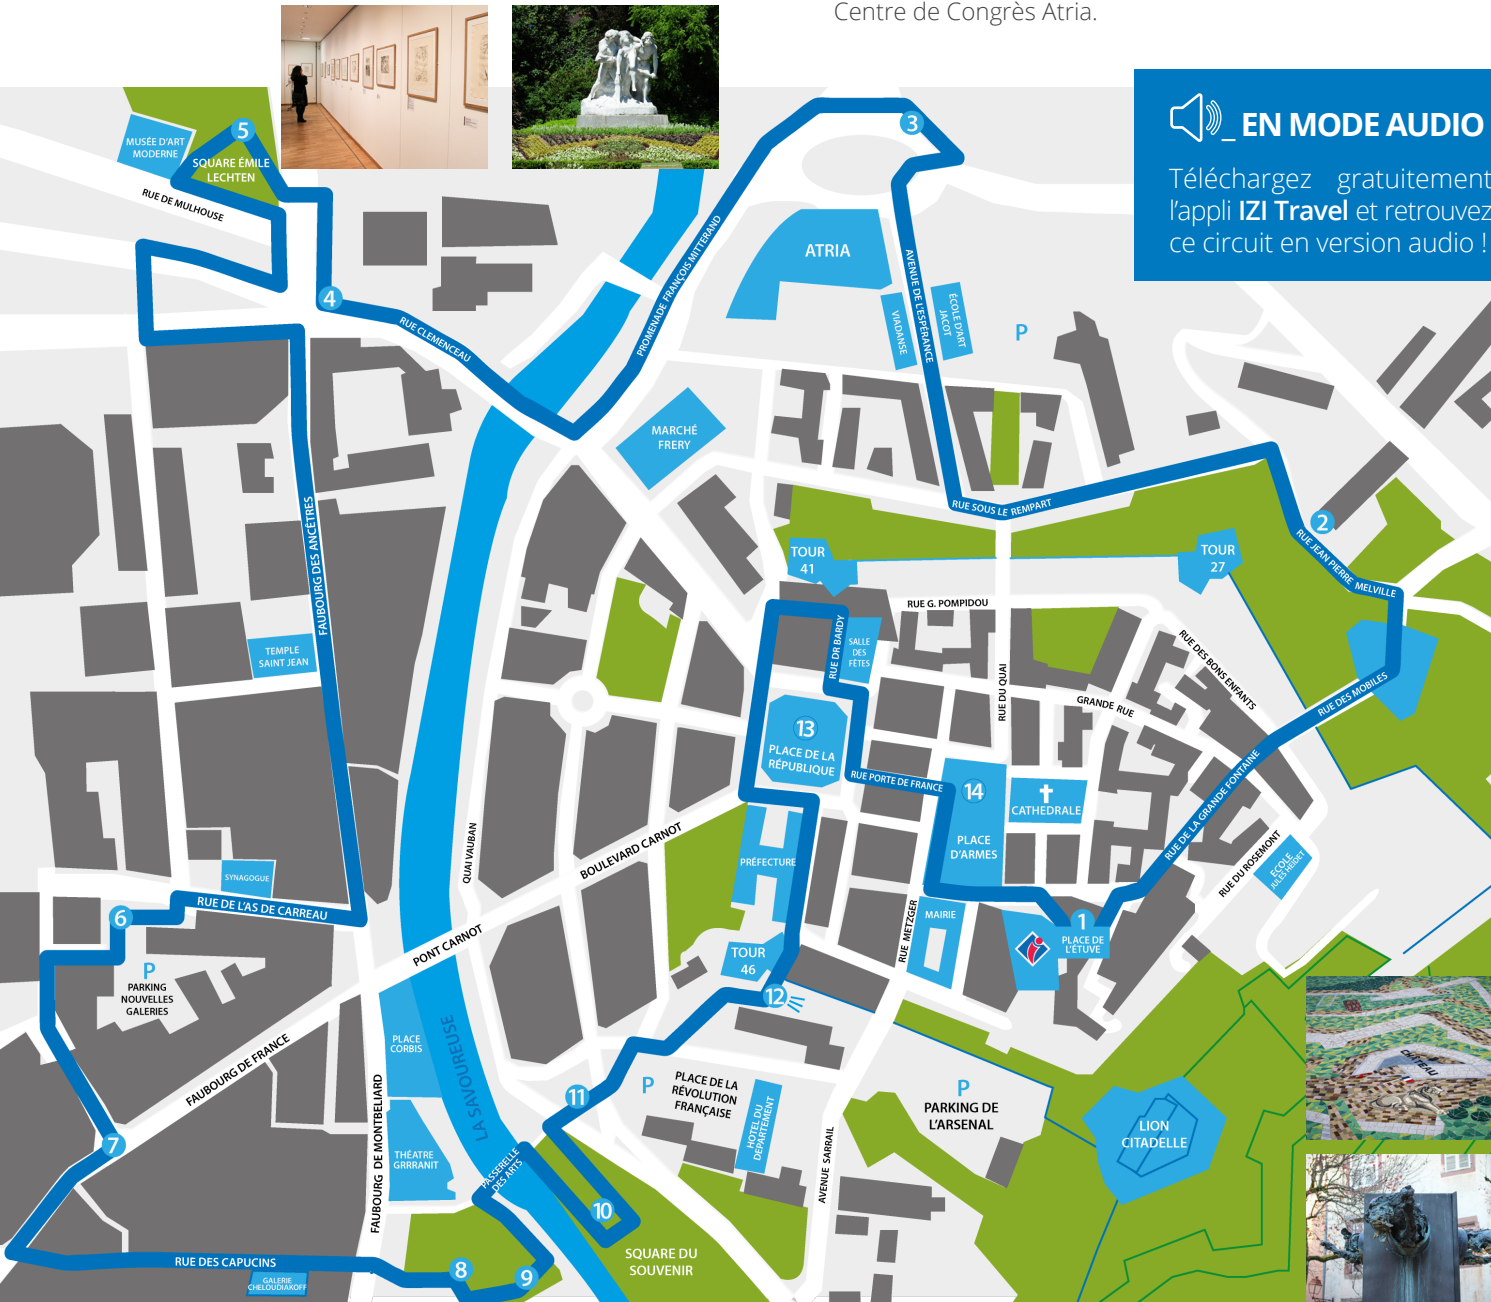 Centre de Congrès Atria.
EN MODE AUDIO
Téléchargez gratuitement
l'appli IZI Travel et retrouvez
ce circuit en version audio !
MUSÉE D'ART
MODERNE
5
SQUARE ÉMILE
LECHTEN
RUE DE MULHOUSE
3
4
RUE CLEMENCEAU
PROMENADE FRANÇOIS MITTERAND
ATRIA
AVENUE DE L'ESPÉRANCE
VIADANSE
ÉCOLE D'ART
JACOT
P
MARCHÉ
FRERY
RUE SOUS LE REMPART
2
RUE JEAN PIERRE MELVILLE
TOUR
41
TOUR
27
FAUBOURG DES ANCÊTRES
RUE G. POMPIDOU
RUE DR BARDY
SALLE
DES
FÊTES
TEMPLE
SAINT JEAN
RUE DES BONS ENFANTS
RUE DU QUAI
GRANDE RUE
RUE DES MOBILES
13
PLACE DE LA
RÉPUBLIQUE
RUE PORTE DE FRANCE
14
CATHÉDRALE
PLACE
D'ARMES
RUE DE LA GRANDE FONTAINE
QUAI VAUBAN
BOULEVARD CARNOT
PRÉFECTURE
RUE DU ROSEMONT
ECOLE
JULES HEIDET
SYNAGOGUE
RUE DE L'AS DE CARREAU
6
PONT CARNOT
RUE METZGER
MAIRIE
1
PLACE DE
L'ÉTUVE
TOUR
46
12
P
PARKING
NOUVELLES
GALERIES
PLACE
CORBIS
LA SAVOUREUSE
FAUBOURG DE FRANCE
FAUBOURG DE MONTBELIARD
11
P
PLACE DE LA
RÉVOLUTION
FRANÇAISE
HOTEL DU
DEPARTEMENT
P
PARKING DE
L'ARSENAL
LION
CITADELLE
CHÂTEAU
7
THÉATRE
GRRRANIT
PASSERELLE
DES ARTS
AVENUE SARRAIL
10
SQUARE DU
SOUVENIR
RUE DES CAPUCINS
GALERIE
CHELOUDIAKOFF
8
9